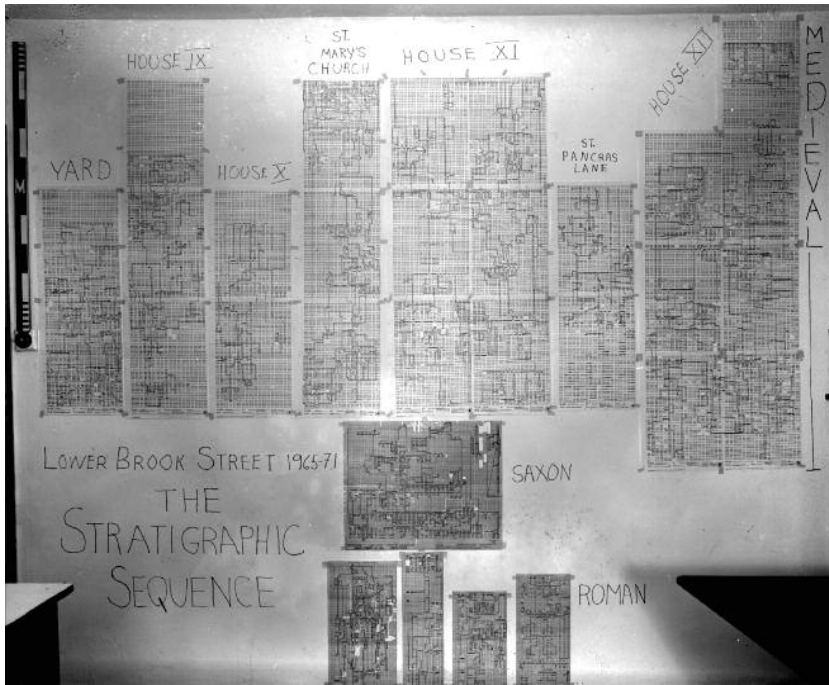 HOUSE IX
ST.
MARY'S
CHURCH
HOUSE XI
HOUSE XII
MEDIEVAL
YARD
HOUSE X
ST.
PANCRAS
LANE
M
LOWER BROOK STREET 1965-71
THE
STRATIGRAPHIC
SEQUENCE
SAXON
ROMAN